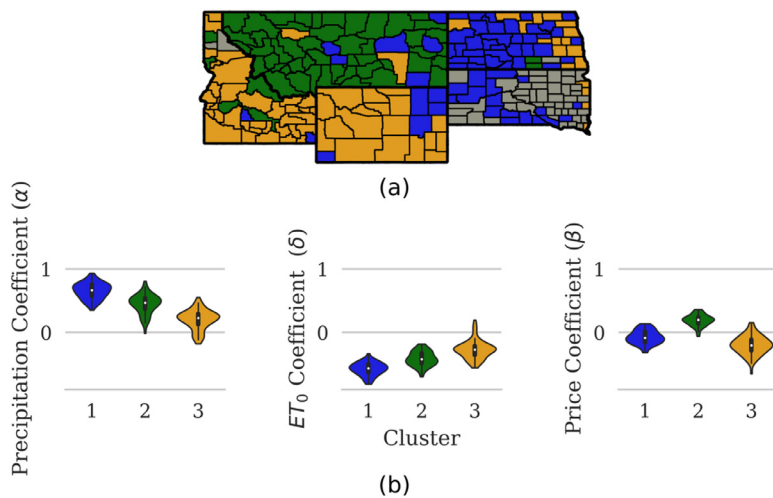 (a)
Precipitation Coefficient (α)
1
0
1 2 3
ET₀ Coefficient (δ)
1
0
1 2 3
Cluster
Price Coefficient (β)
1
0
1 2 3
(b)